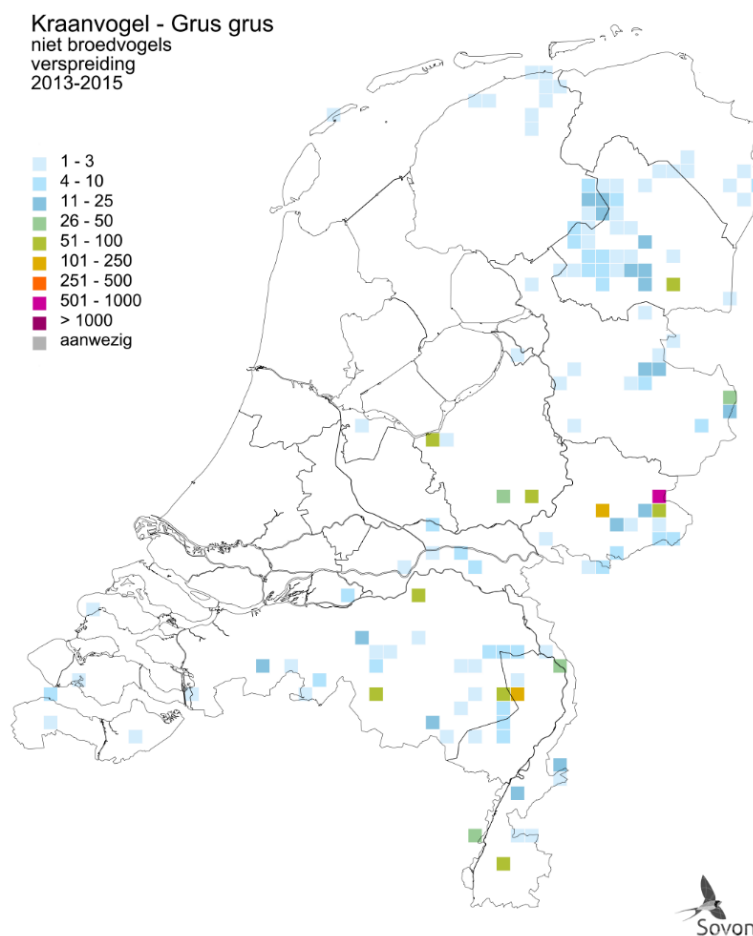 Kraanvogel - Grus grus
niet broedvogels
verspreiding
2013-2015
1 - 3
4 - 10
11 - 25
26 - 50
51 - 100
101 - 250
251 - 500
501 - 1000
> 1000
aanwezig
Sovon